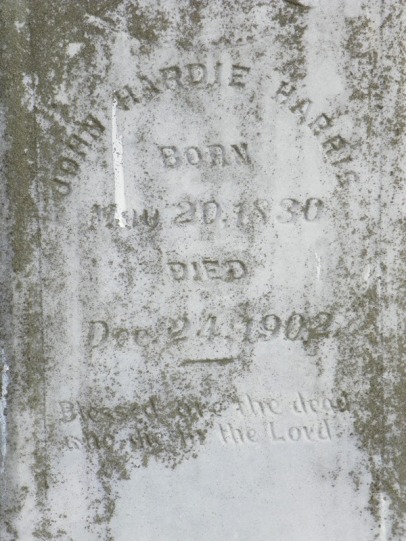 JOHN HARDIE HARRIS
BORN
May 20, 1830
DIED
Dec. 24, 1902
Blessed are the dead
who die in the Lord